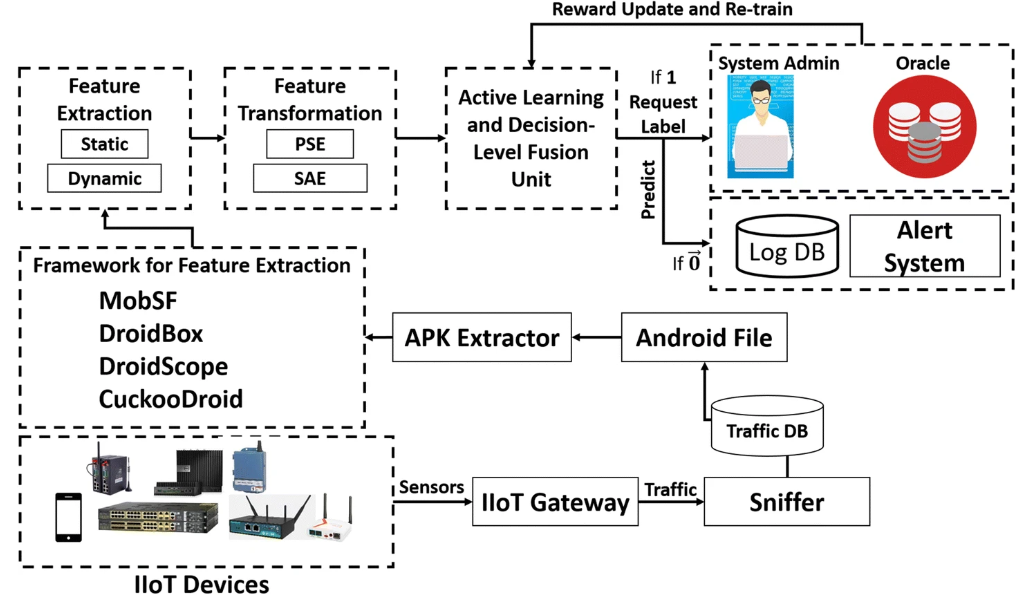 Reward Update and Re-train
Feature
Extraction
Static
Dynamic
Feature
Transformation
PSE
SAE
Active Learning
and Decision-
Level Fusion
Unit
If 1
Request
Label
Predict
If 0⃗
System Admin
Oracle
Log DB
Alert
System
Framework for Feature Extraction
MobSF
DroidBox
DroidScope
CuckooDroid
APK Extractor
Android File
Traffic DB
Sensors
IIoT Gateway
Traffic
Sniffer
IIoT Devices